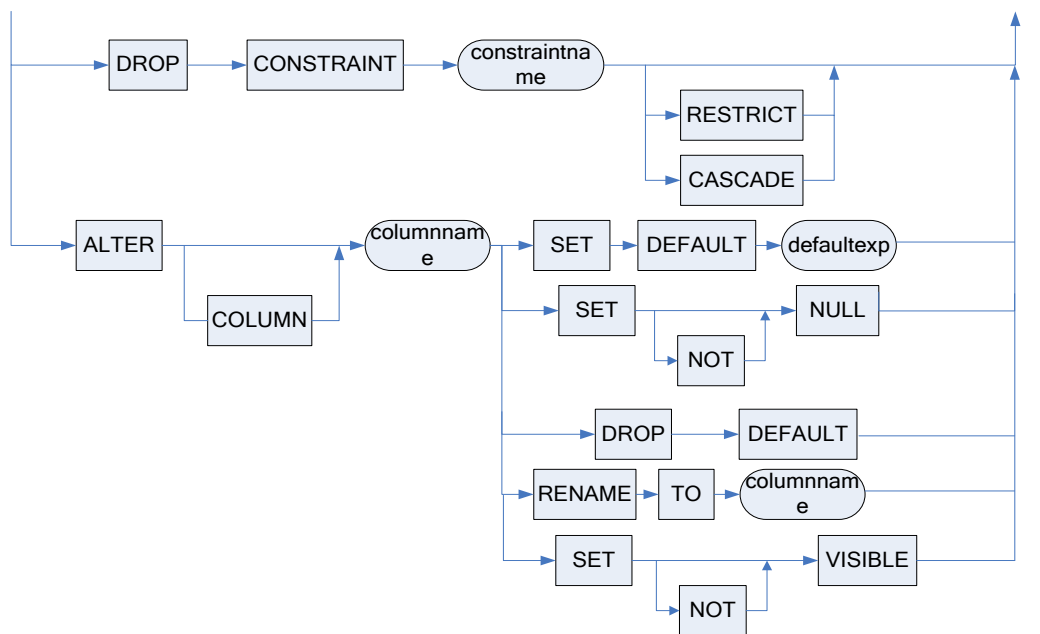 DROP CONSTRAINT constraintna
me
RESTRICT
CASCADE
ALTER columnnam
e SET DEFAULT defaultexp
COLUMN SET NULL
NOT
DROP DEFAULT
RENAME TO columnnam
e
SET VISIBLE
NOT